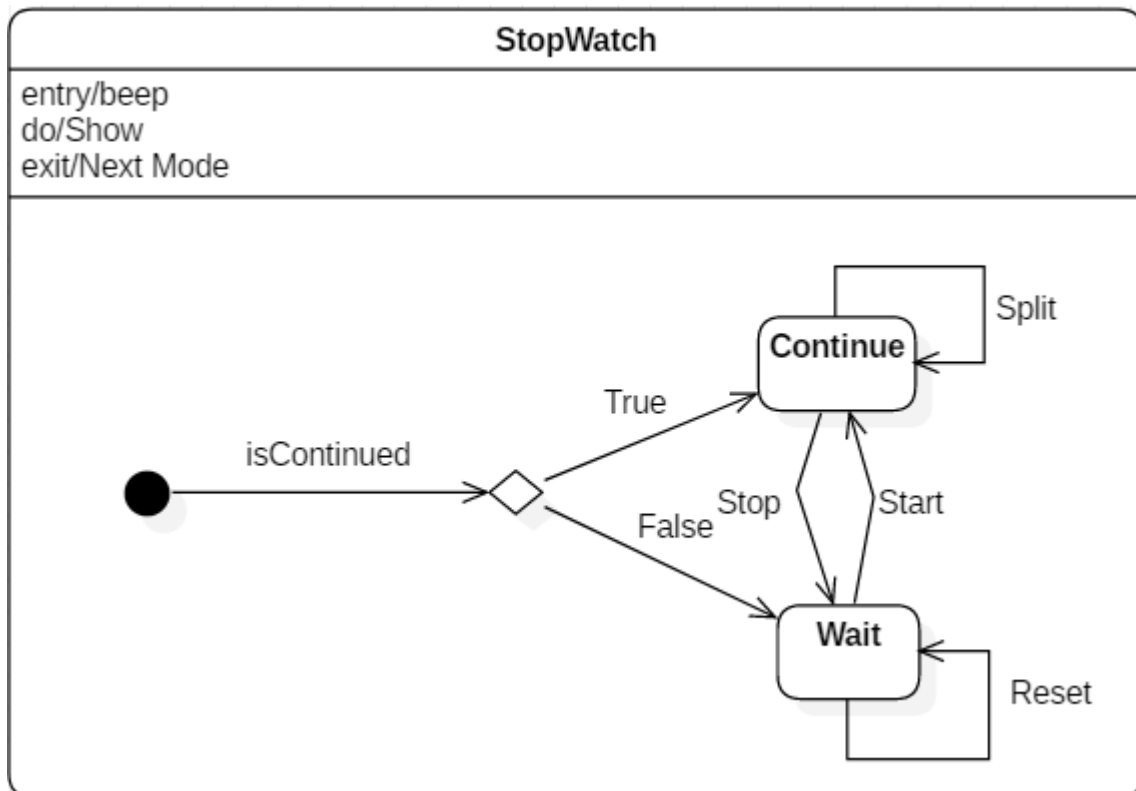 StopWatch
entry/beep
do/Show
exit/Next Mode
Split
Continue
True
isContinued
Stop
Start
False
Wait
Reset